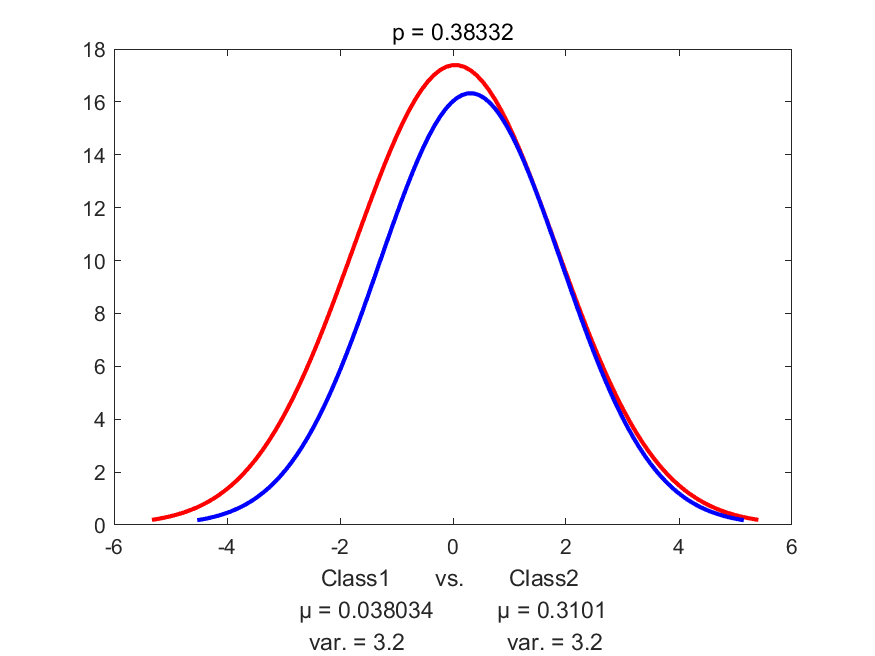 p = 0.38332
18
16
14
12
10
8
6
4
2
0
-6 -4 -2 0 2 4 6
Class1 vs. Class2
μ = 0.038034 μ = 0.3101
var. = 3.2 var. = 3.2